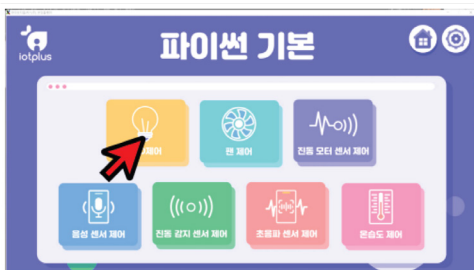 iotplus
파이썬 기본
제어
팬 제어
진동 모터 센서 제어
음성 센서 제어
진동 감지 센서 제어
초음파 센서 제어
온습도 제어